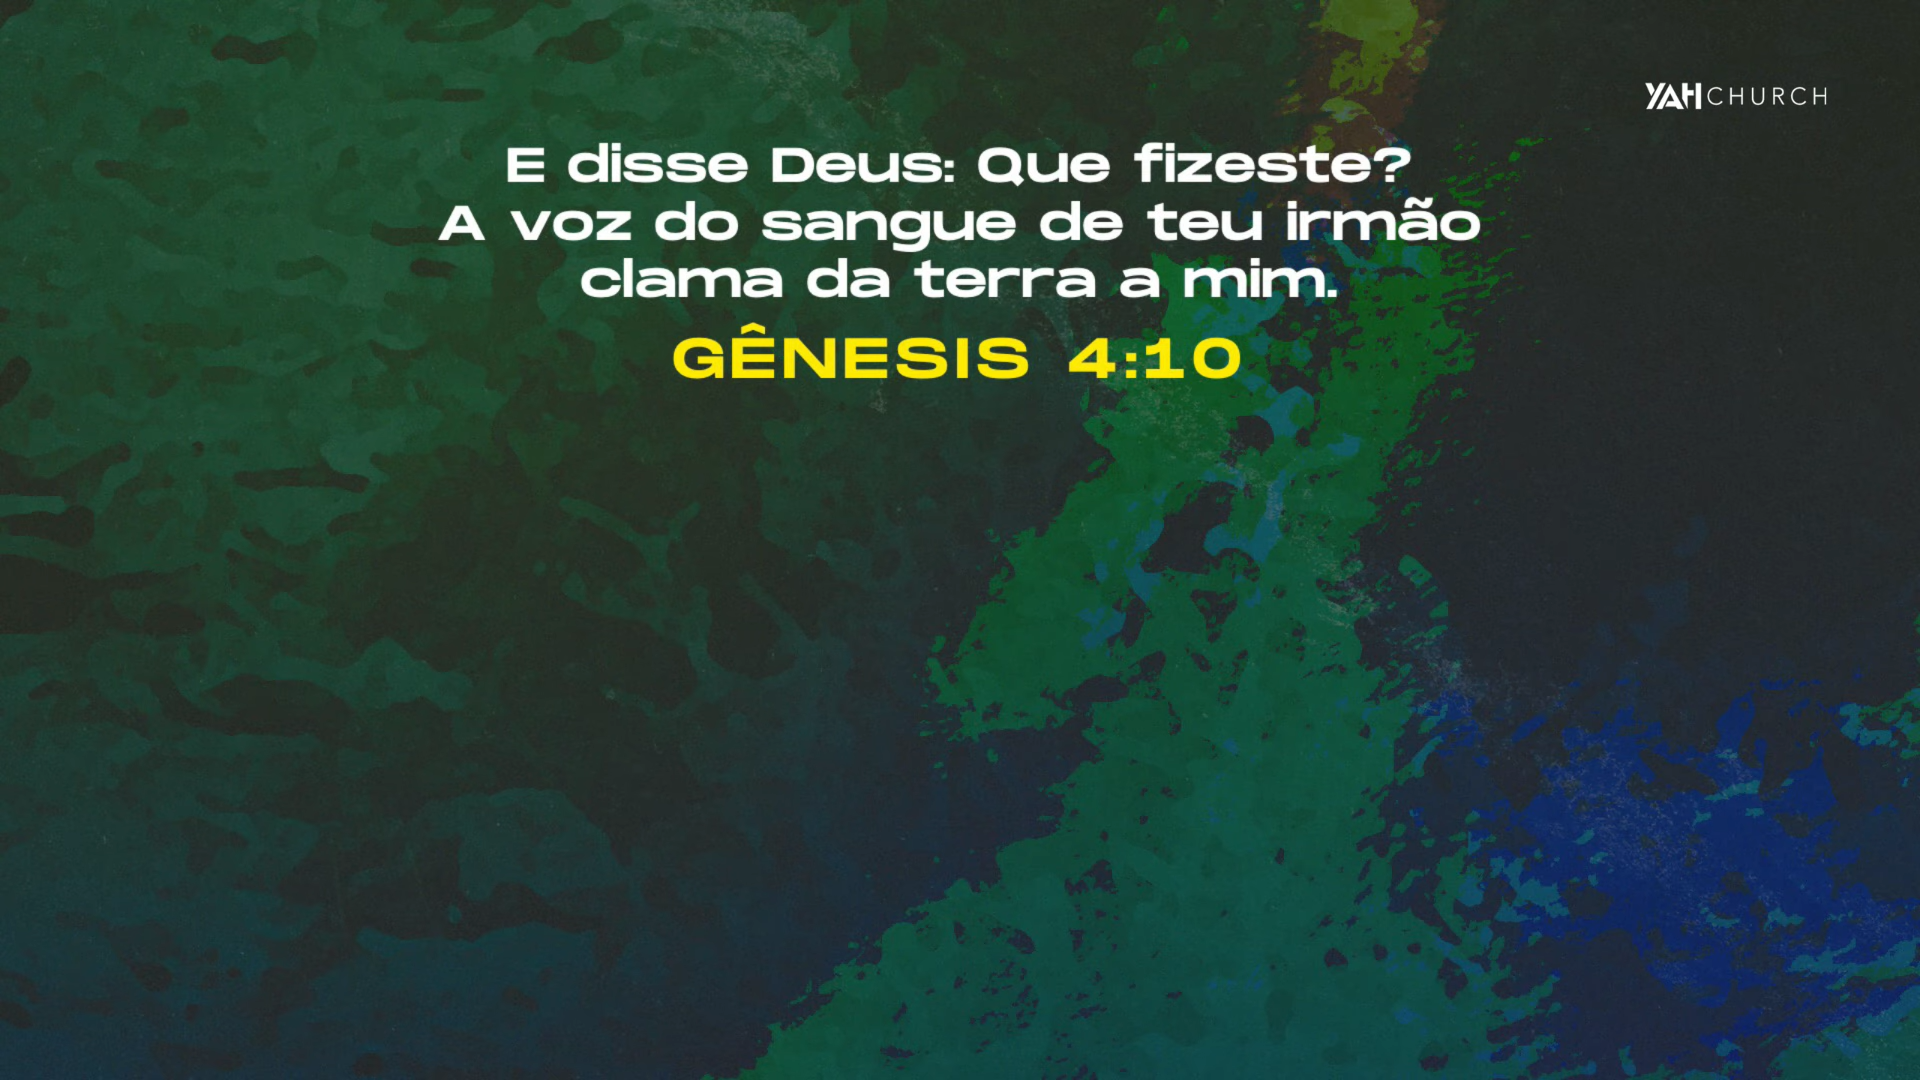 YAH CHURCH
E disse Deus: Que fizeste?
A voz do sangue de teu irmão
clama da terra a mim.
GÊNESIS 4:10